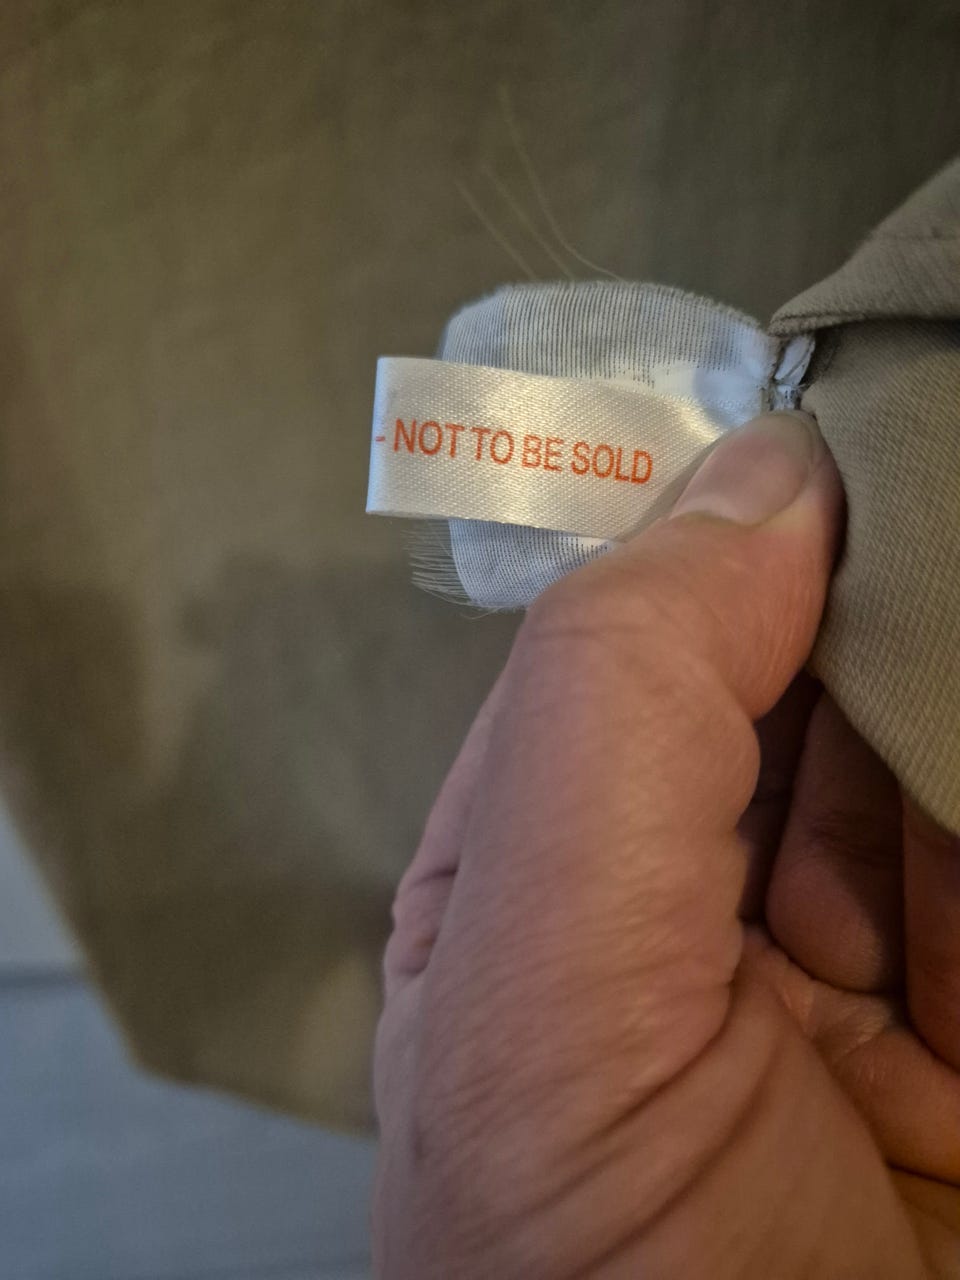 - NOT TO BE SOLD